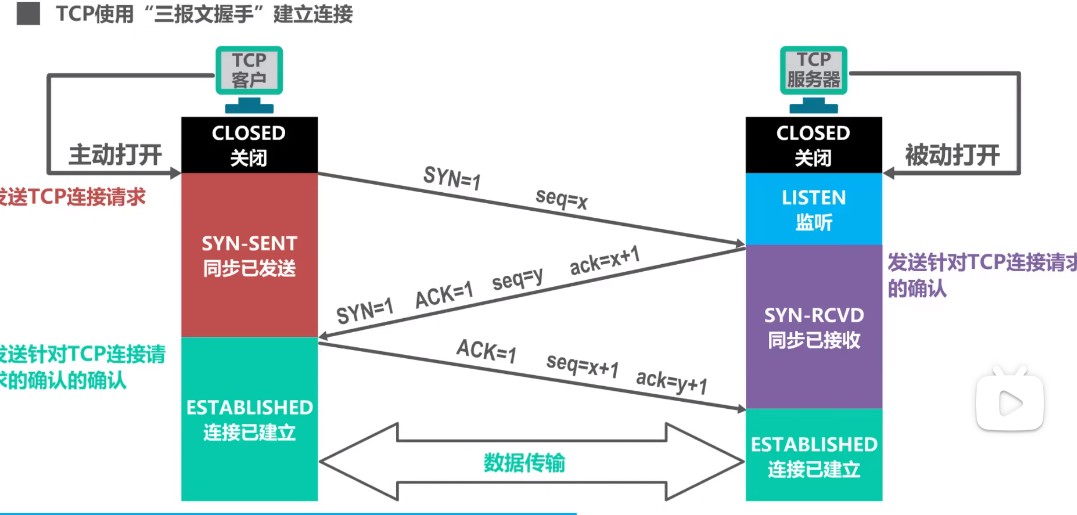 TCP使用“三报文握手”建立连接
TCP
客户
TCP
服务器
CLOSED
关闭
CLOSED
关闭
主动打开
被动打开
送TCP连接请求
SYN=1 seq=x
LISTEN
监听
SYN-SENT
同步已发送
发送针对TCP连接请求
的确认
SYN=1 ACK=1 seq=y ack=x+1
SYN-RCVD
同步已接收
送针对TCP连接请
的确认的确认
ACK=1 seq=x+1 ack=y+1
ESTABLISHED
连接已建立
ESTABLISHED
连接已建立
数据传输